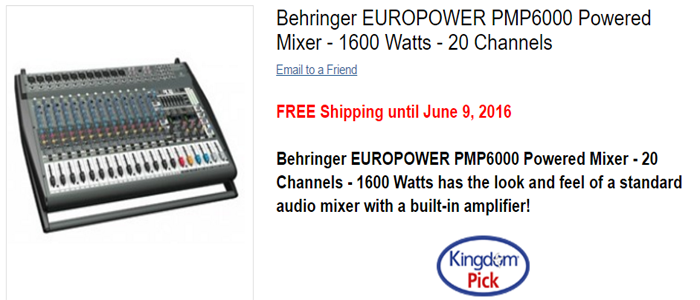 Behringer EUROPOWER PMP6000 Powered
Mixer - 1600 Watts - 20 Channels
Email to a Friend
FREE Shipping until June 9, 2016
Behringer EUROPOWER PMP6000 Powered Mixer - 20
Channels - 1600 Watts has the look and feel of a standard
audio mixer with a built-in amplifier!
Kingdom™
Pick